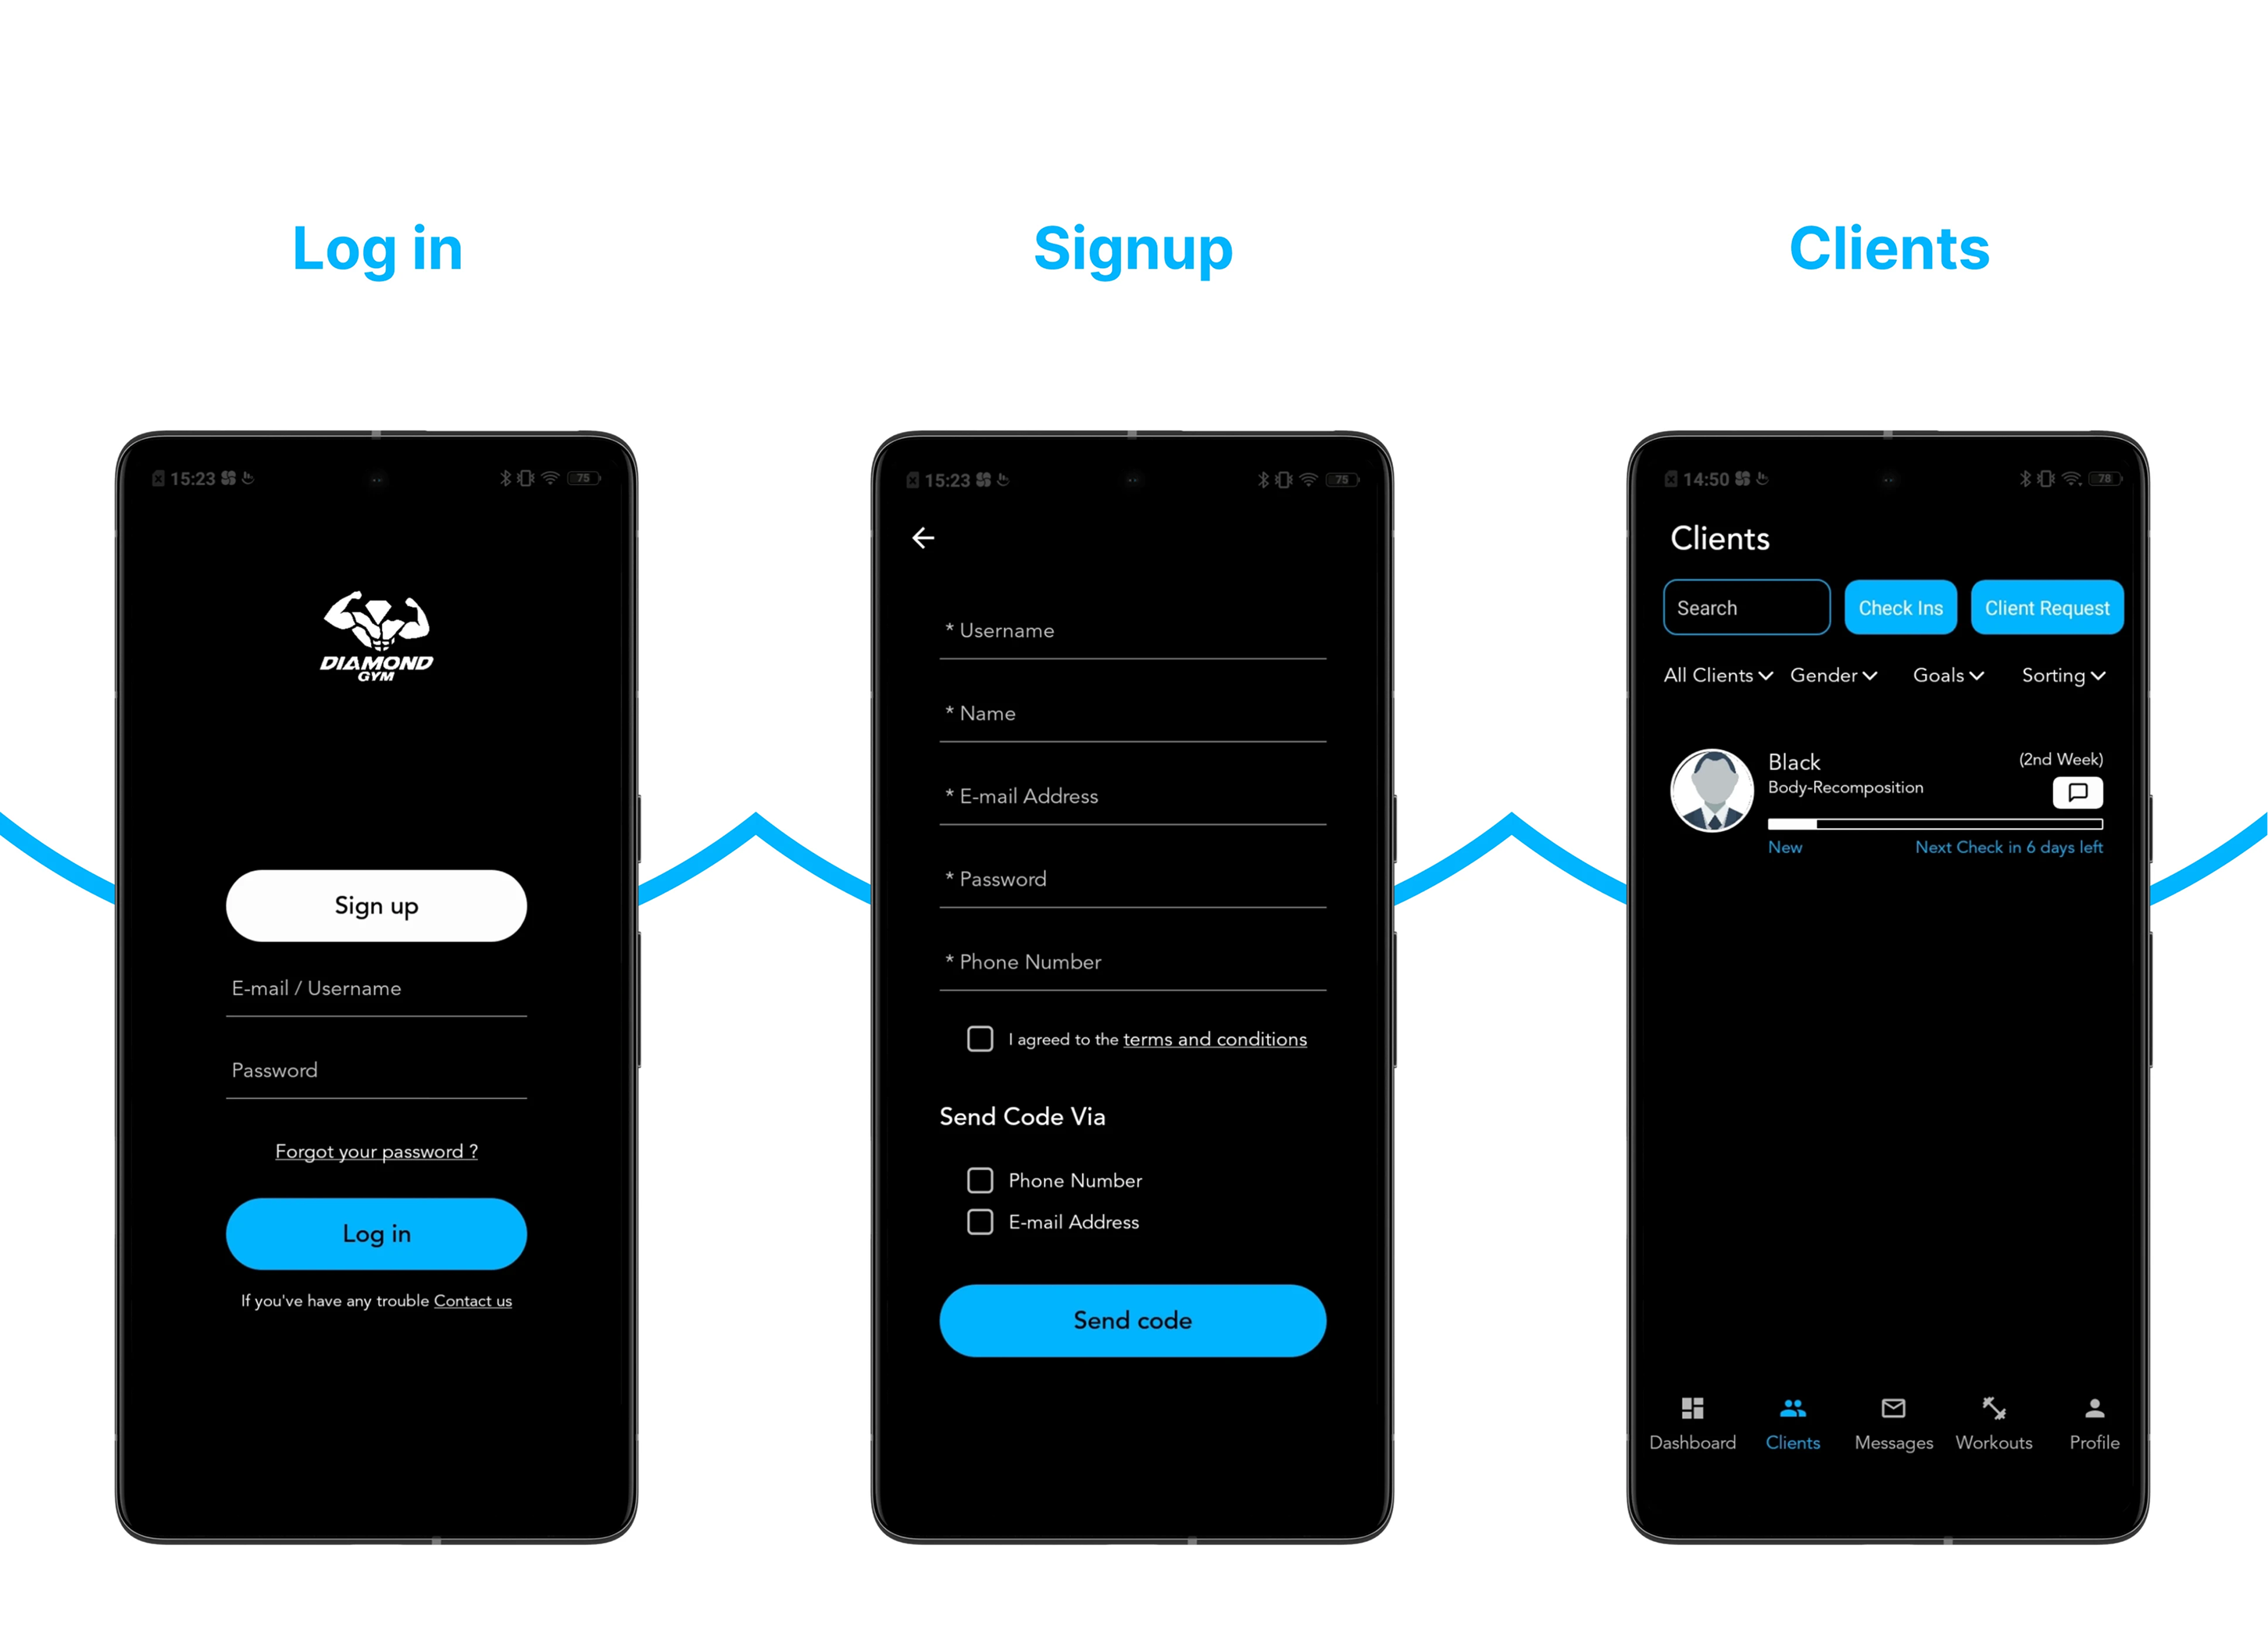 Log in
Signup
Clients
15:23
75
DIAMOND
GYM
Sign up
E-mail / Username
Password
Forgot your password ?
Log in
If you've have any trouble Contact us
15:23
75
* Username
* Name
* E-mail Address
* Password
* Phone Number
I agreed to the terms and conditions
Send Code Via
Phone Number
E-mail Address
Send code
14:50
78
Clients
Search
Check Ins
Client Request
All Clients
Gender
Goals
Sorting
Black
(2nd Week)
Body-Recomposition
New
Next Check in 6 days left
Dashboard
Clients
Messages
Workouts
Profile